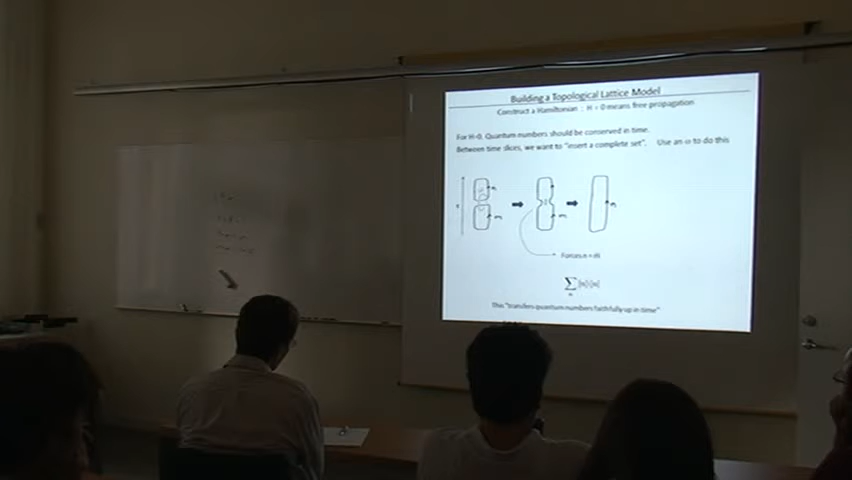 Building a Topological Lattice Model
Construct a Hamiltonian : H = 0 means free propagation
For H=0, Quantum numbers should be conserved in time.
Between time slices, we want to "insert a complete set". Use an ω to do this
Forces n = m
∑ |n⟩⟨n|
n
This "transfers quantum numbers faithfully up in time"